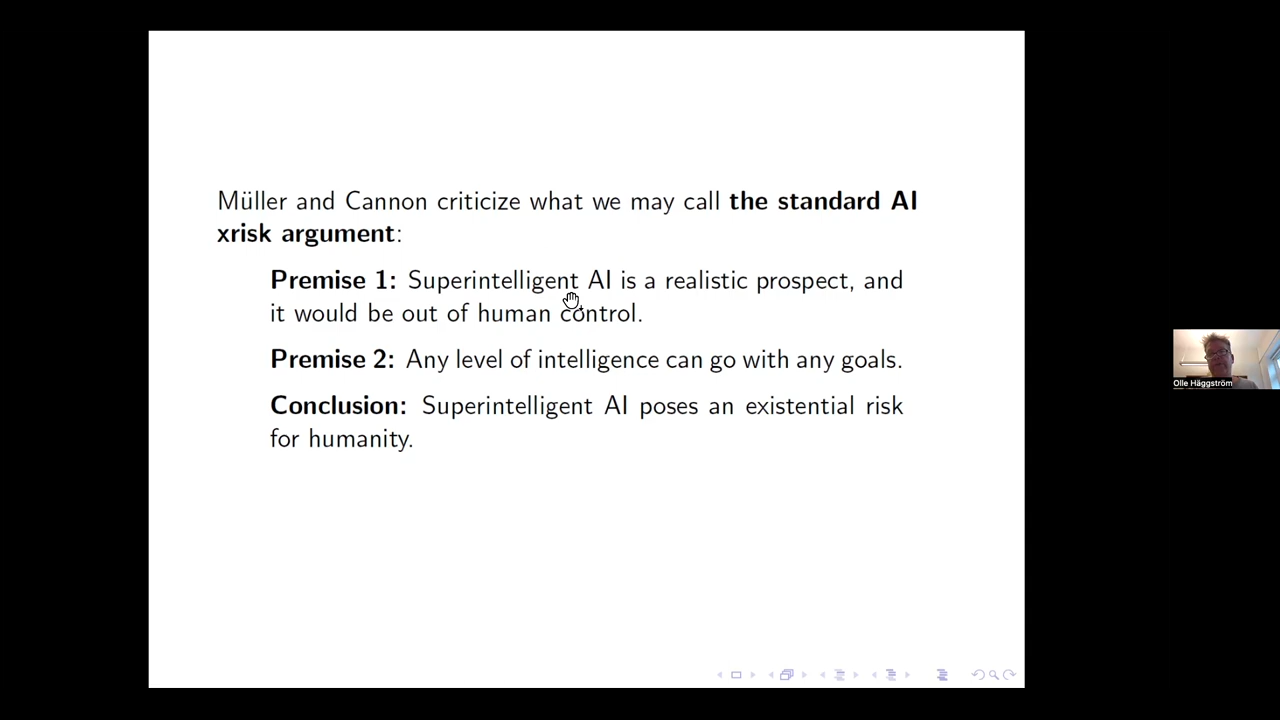 Müller and Cannon criticize what we may call the standard AI
xrisk argument:
Premise 1: Superintelligent AI is a realistic prospect, and
it would be out of human control.
Premise 2: Any level of intelligence can go with any goals.
Conclusion: Superintelligent AI poses an existential risk
for humanity.
Olle Häggström